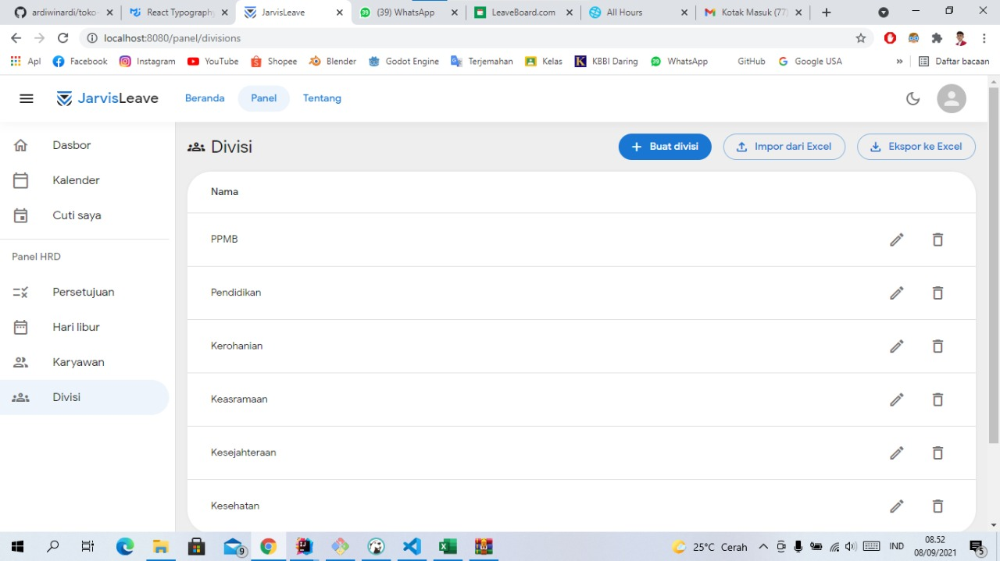 ardiwinardi/toko-
React Typography
JarvisLeave
(39) WhatsApp
LeaveBoard.com
All Hours
Kotak Masuk (77)
localhost:8080/panel/divisions
Apl
Facebook
Instagram
YouTube
Shopee
Blender
Godot Engine
Terjemahan
Kelas
KBBI Daring
39
WhatsApp
GitHub
Google USA
»
Daftar bacaan
JarvisLeave
Beranda
Panel
Tentang
Dasbor
Kalender
Cuti saya
Panel HRD
Persetujuan
Hari libur
Karyawan
Divisi
Divisi
+ Buat divisi
Impor dari Excel
Ekspor ke Excel
Nama
PPMB
Pendidikan
Kerohanian
Keasramaan
Kesejahteraan
Kesehatan
9
25°C Cerah
IND
08.52
08/09/2021
5